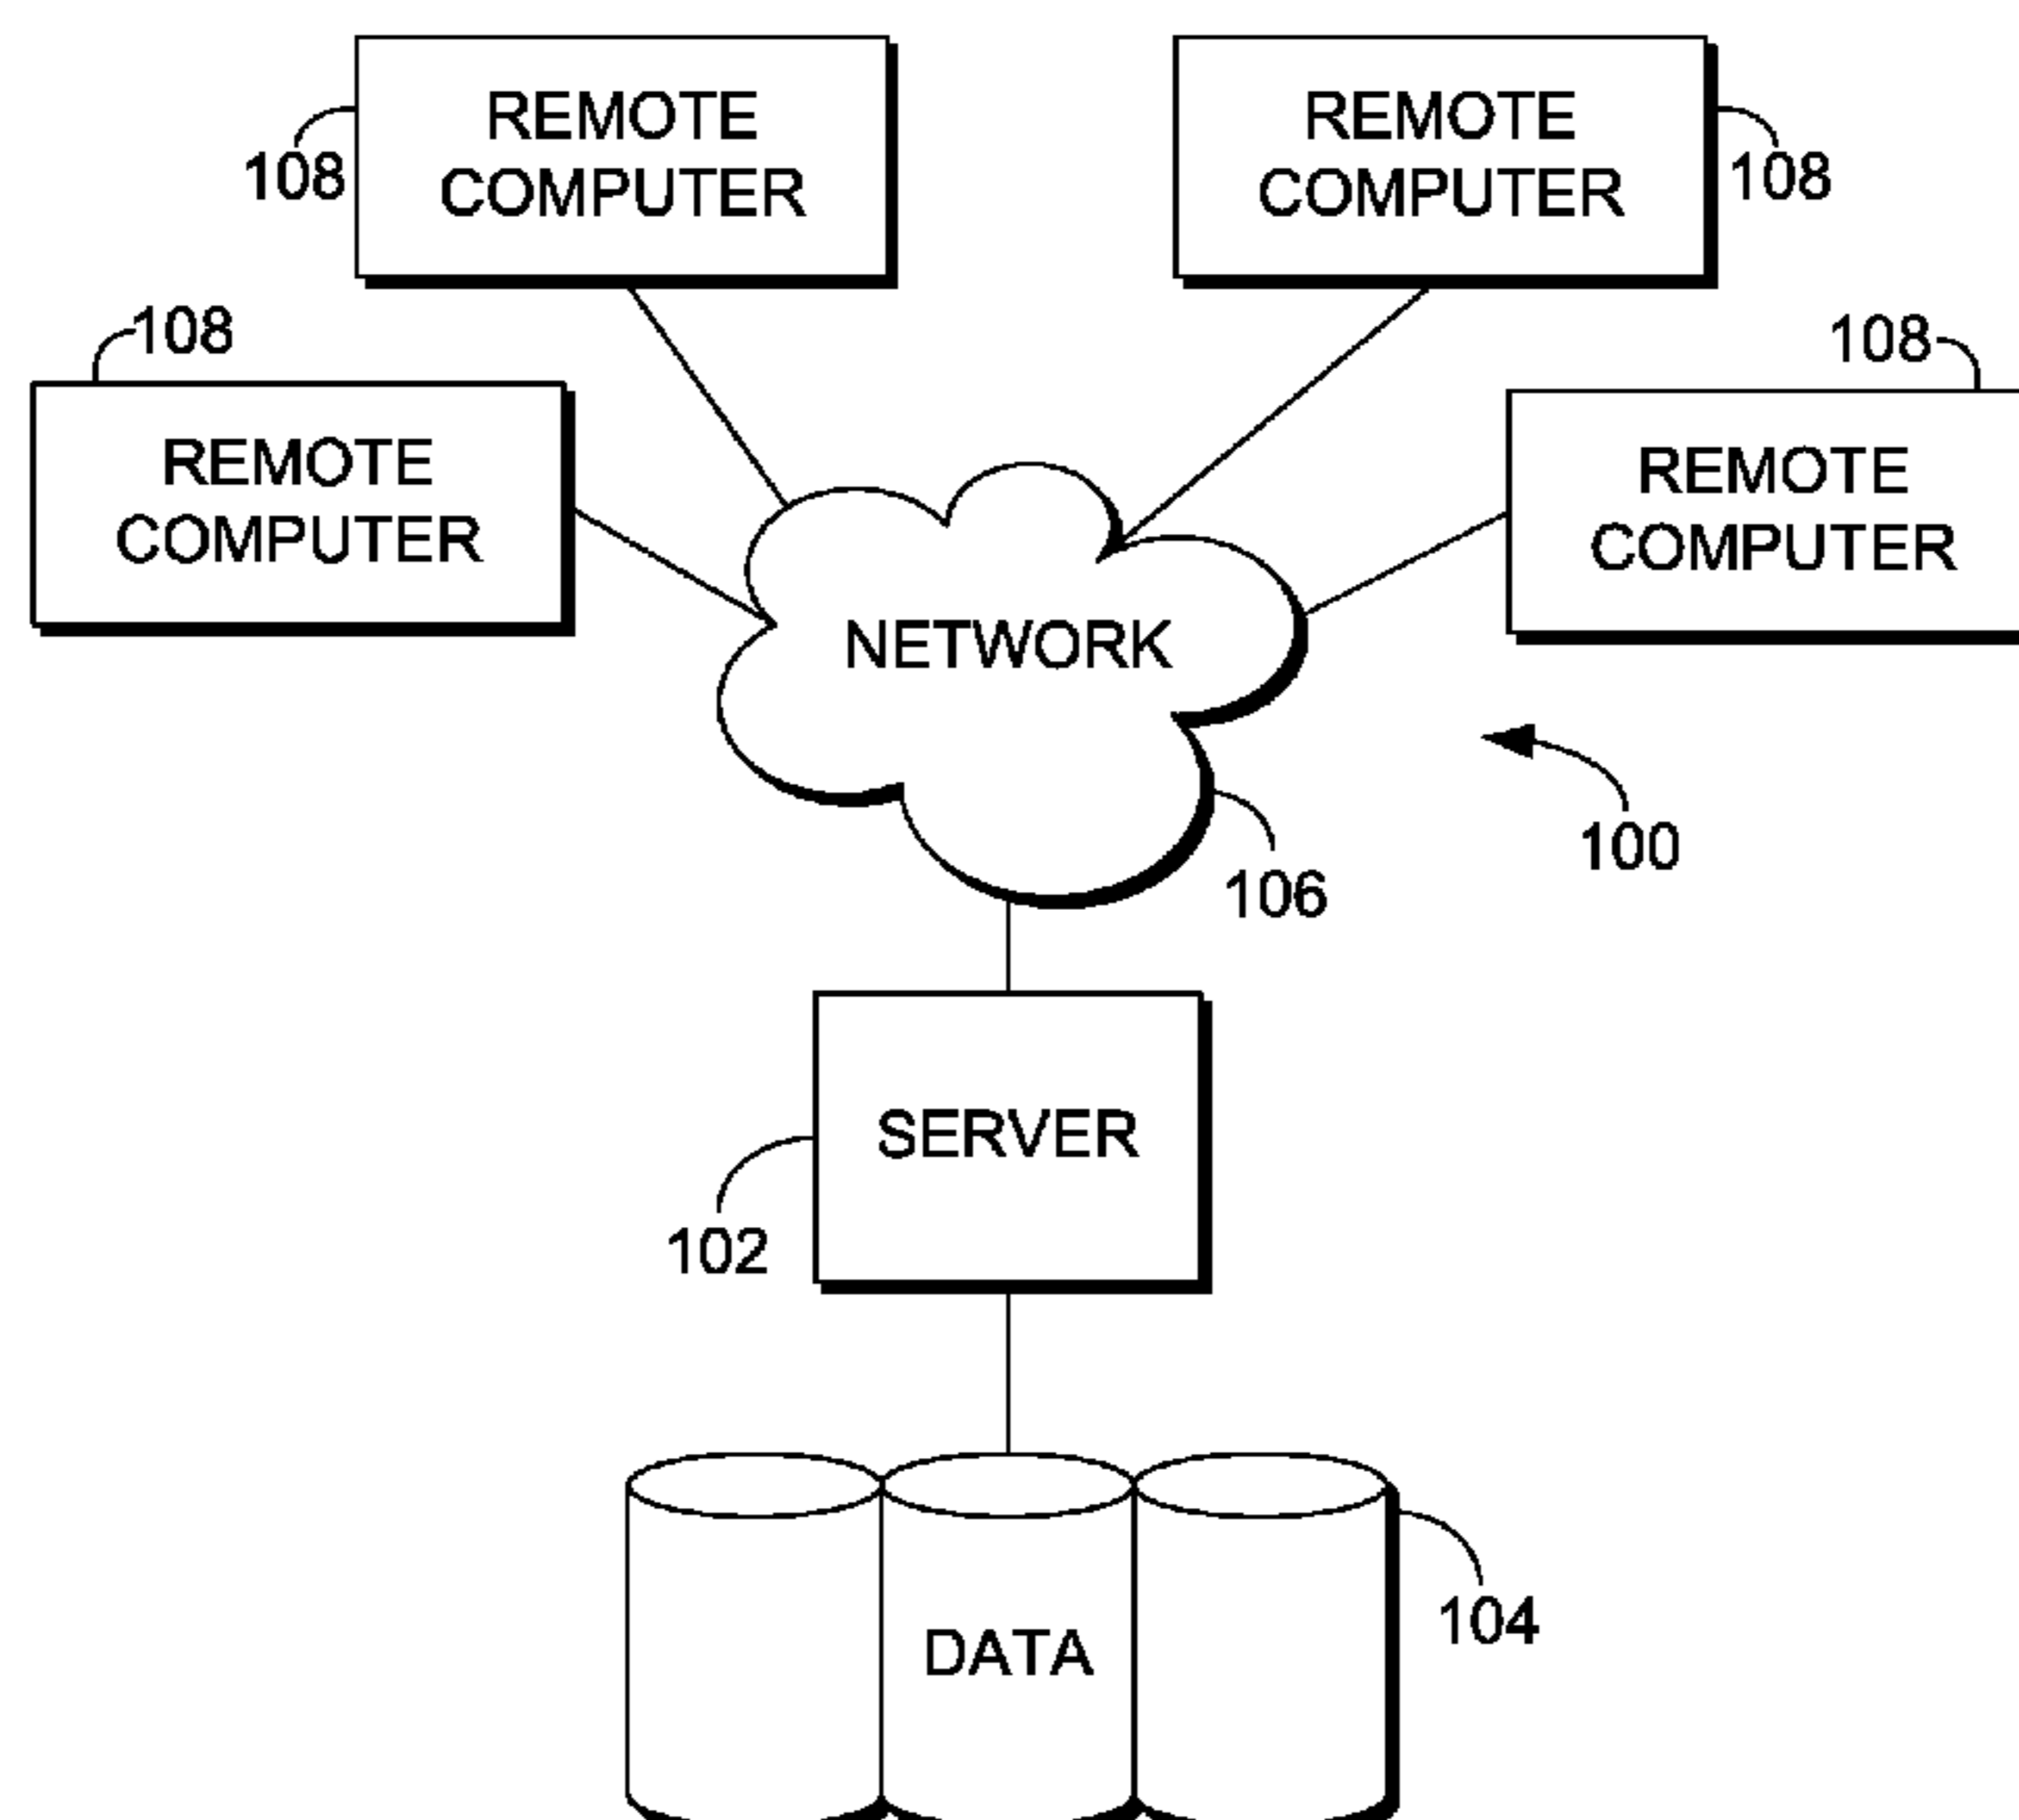 REMOTE
COMPUTER
108
REMOTE
COMPUTER
108
108
REMOTE
COMPUTER
108
REMOTE
COMPUTER
NETWORK
100
106
SERVER
102
104
DATA